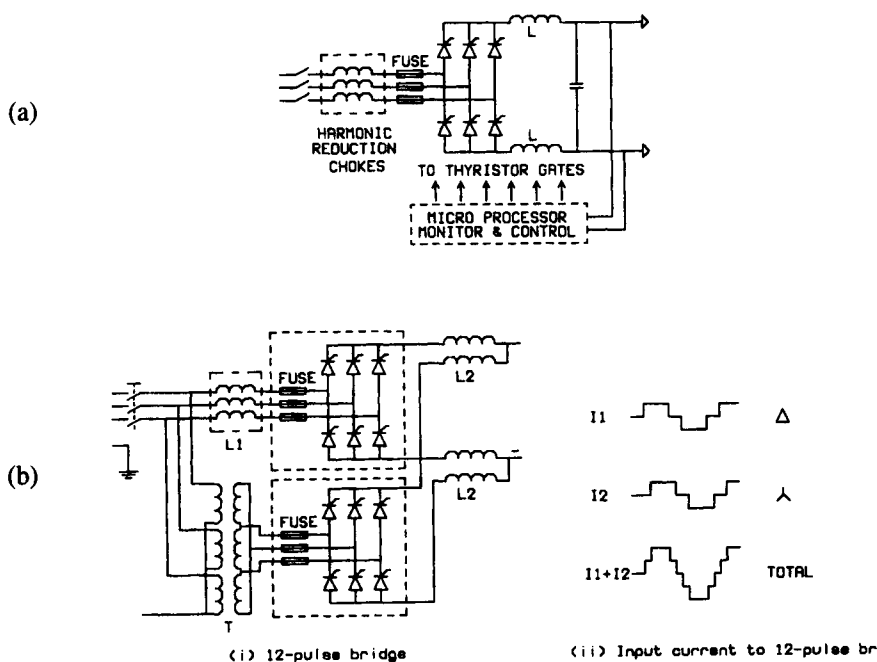 (a)
FUSE
L
HARMONIC
REDUCTION
CHOKES
L
TO THYRISTOR GATES
MICRO PROCESSOR
MONITOR & CONTROL
(b)
FUSE
L1
L2
L2
FUSE
T
I1
Δ
I2
I1+I2
TOTAL
(i) 12-pulse bridge
(ii) Input current to 12-pulse br